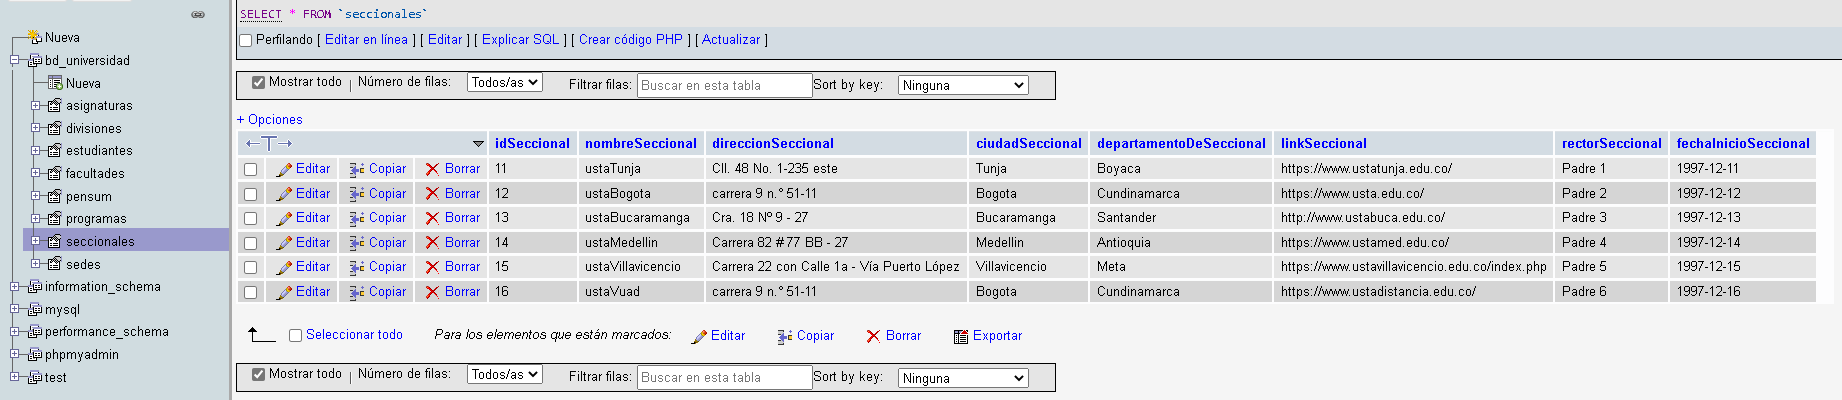 Nueva
bd_universidad
Nueva
asignaturas
divisiones
estudiantes
facultades
pensum
programas
seccionales
sedes
information_schema
mysql
performance_schema
phpmyadmin
test
SELECT * FROM `seccionales`
Perfilando [ Editar en línea ] [ Editar ] [ Explicar SQL ] [ Crear código PHP ] [ Actualizar ]
Mostrar todo | Número de filas: Todos/as Filtrar filas: Buscar en esta tabla Sort by key: Ninguna
+ Opciones
←T→ idSeccional nombreSeccional direccionSeccional ciudadSeccional departamentoDeSeccional linkSeccional rectorSeccional fechaInicioSeccional
Editar Copiar Borrar 11 ustaTunja Cll. 48 No. 1-235 este Tunja Boyaca https://www.ustatunja.edu.co/ Padre 1 1997-12-11
Editar Copiar Borrar 12 ustaBogota carrera 9 n.° 51-11 Bogota Cundinamarca https://www.usta.edu.co/ Padre 2 1997-12-12
Editar Copiar Borrar 13 ustaBucaramanga Cra. 18 Nº 9 - 27 Bucaramanga Santander http://www.ustabuca.edu.co/ Padre 3 1997-12-13
Editar Copiar Borrar 14 ustaMedellin Carrera 82 # 77 BB - 27 Medellin Antioquia https://www.ustamed.edu.co/ Padre 4 1997-12-14
Editar Copiar Borrar 15 ustaVillavicencio Carrera 22 con Calle 1a - Vía Puerto López Villavicencio Meta https://www.ustavillavicencio.edu.co/index.php Padre 5 1997-12-15
Editar Copiar Borrar 16 ustaVuad carrera 9 n.° 51-11 Bogota Cundinamarca https://www.ustadistancia.edu.co/ Padre 6 1997-12-16
Seleccionar todo Para los elementos que están marcados: Editar Copiar Borrar Exportar
Mostrar todo | Número de filas: Todos/as Filtrar filas: Buscar en esta tabla Sort by key: Ninguna